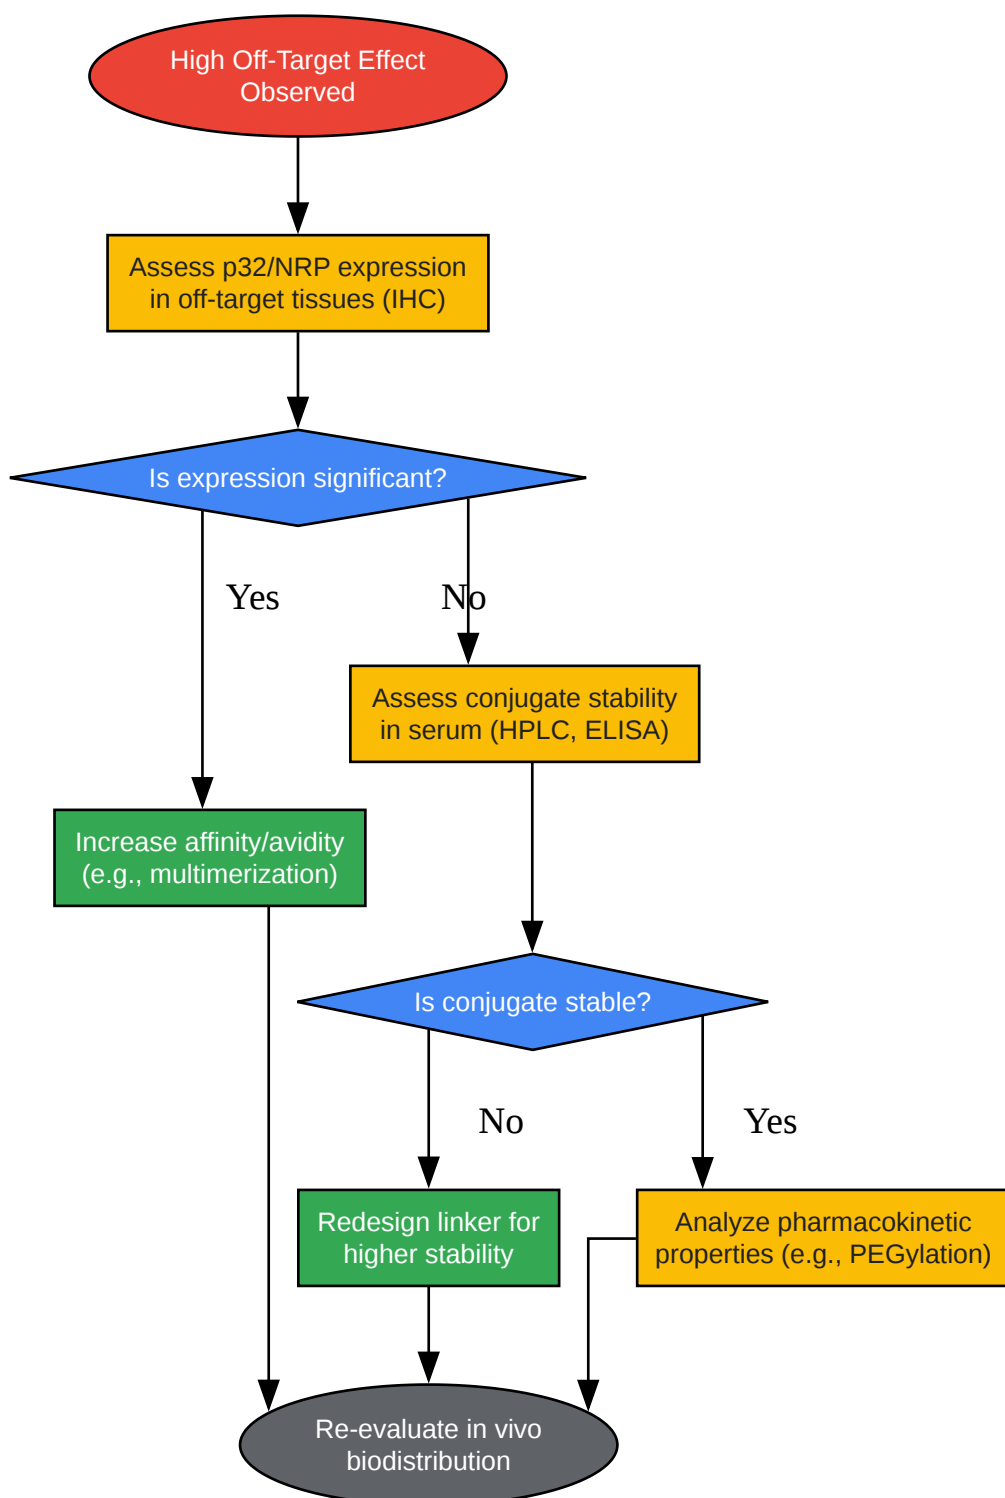 High Off-Target Effect
Observed
Assess p32/NRP expression
in off-target tissues (IHC)
Is expression significant?
Yes
No
Assess conjugate stability
in serum (HPLC, ELISA)
Increase affinity/avidity
(e.g., multimerization)
Is conjugate stable?
No
Yes
Redesign linker for
higher stability
Analyze pharmacokinetic
properties (e.g., PEGylation)
Re-evaluate in vivo
biodistribution